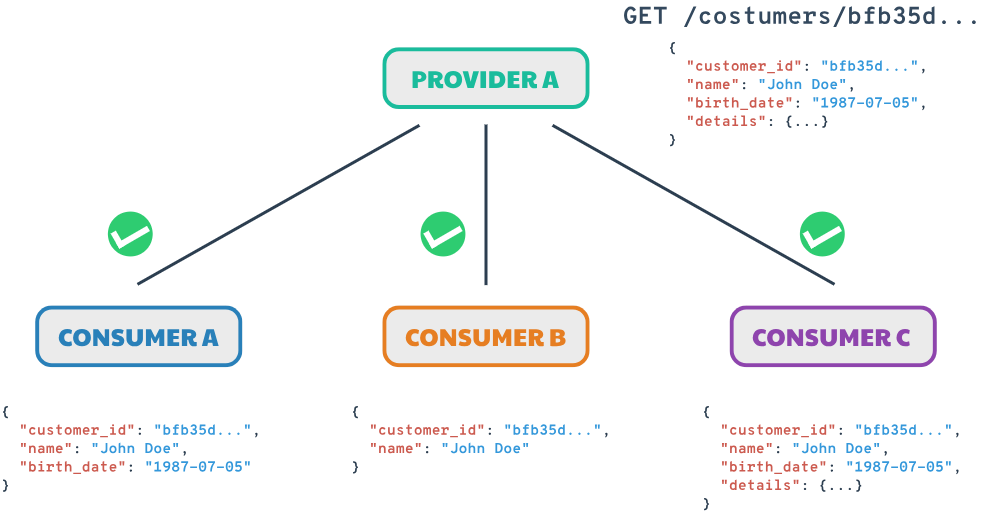 GET /costumers/bfb35d...
{
"customer_id": "bfb35d...",
"name": "John Doe",
"birth_date": "1987-07-05",
"details": {...}
}
PROVIDER A
CONSUMER A
CONSUMER B
CONSUMER C
{
"customer_id": "bfb35d...",
"name": "John Doe",
"birth_date": "1987-07-05"
}
{
"customer_id": "bfb35d...",
"name": "John Doe"
}
{
"customer_id": "bfb35d...",
"name": "John Doe",
"birth_date": "1987-07-05",
"details": {...}
}